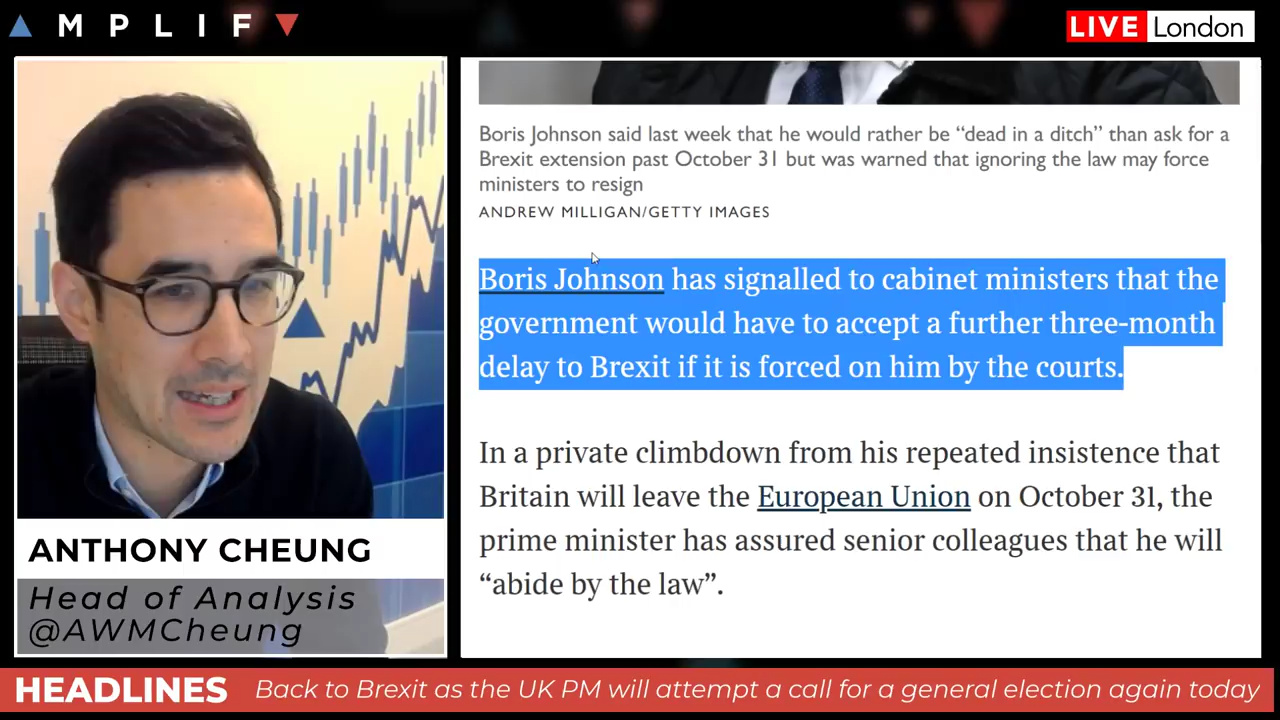 MPLIF
LIVE London
Boris Johnson said last week that he would rather be “dead in a ditch” than ask for a
Brexit extension past October 31 but was warned that ignoring the law may force
ministers to resign
ANDREW MILLIGAN/GETTY IMAGES
Boris Johnson has signalled to cabinet ministers that the
government would have to accept a further three-month
delay to Brexit if it is forced on him by the courts.
In a private climbdown from his repeated insistence that
Britain will leave the European Union on October 31, the
prime minister has assured senior colleagues that he will
“abide by the law”.
ANTHONY CHEUNG
Head of Analysis
@AWMCheung
HEADLINES Back to Brexit as the UK PM will attempt a call for a general election again today